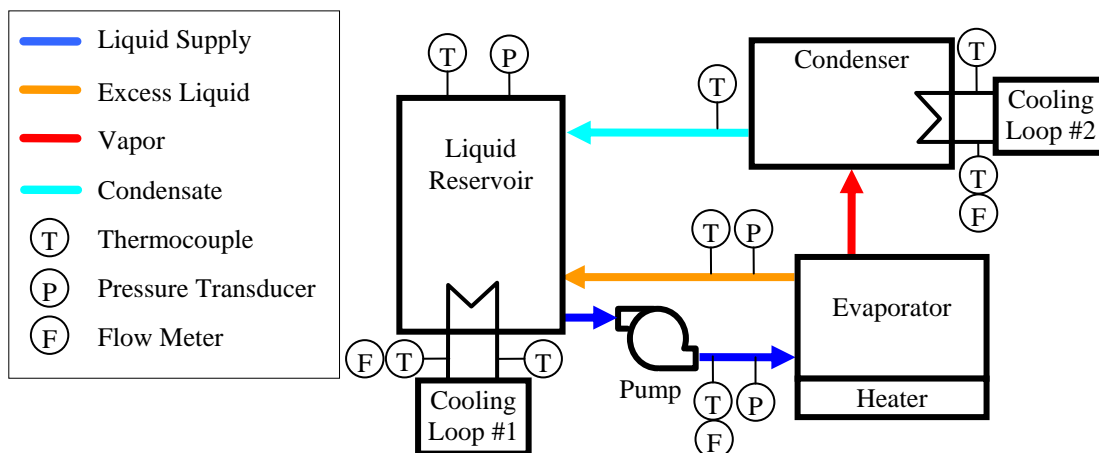 Liquid Supply
Excess Liquid
Vapor
Condensate
T Thermocouple
P Pressure Transducer
F Flow Meter
T P
Liquid
Reservoir
T
Condenser
T
Cooling
Loop #2
T
F
T P
Evaporator
Heater
Pump
T P
F
F T T
Cooling
Loop #1